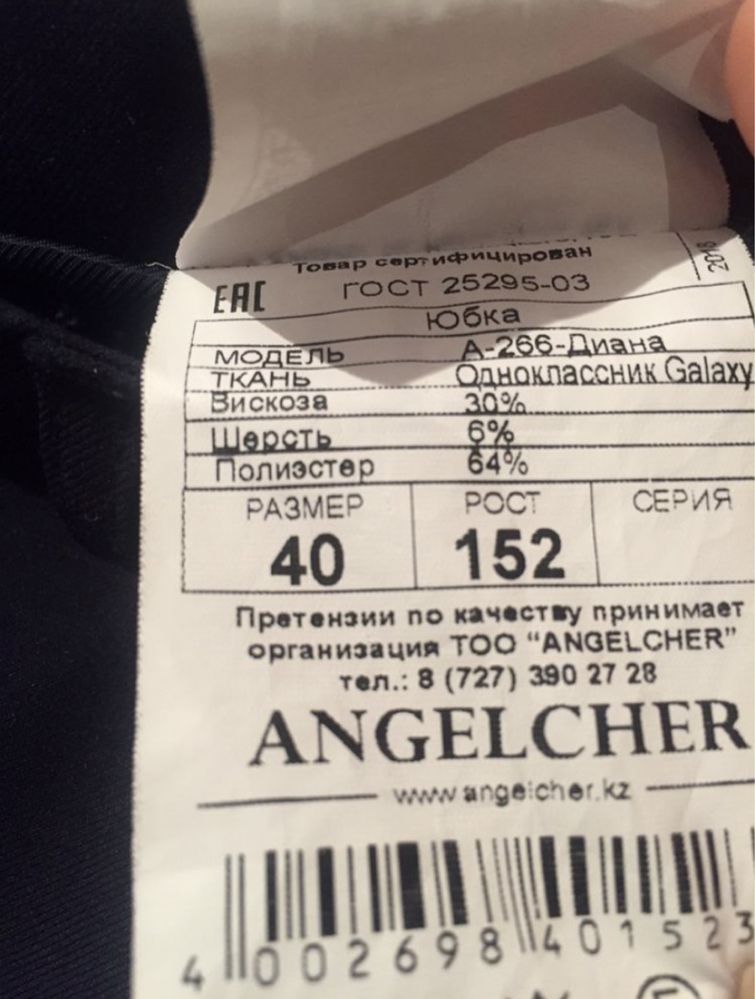 Товар сертифицирован
2018
ЕАС ГОСТ 25295-03
Юбка
МОДЕЛЬ А-266-Диана
ТКАНЬ Одноклассник Galaxy
Вискоза 30%
Шерсть 6%
Полиэстер 64%
РАЗМЕР РОСТ СЕРИЯ
40 152
Претензии по качеству принимает
организация ТОО "ANGELCHER"
тел.: 8 (727) 390 27 28
ANGELCHER
www.angelcher.kz
4 002698 401523